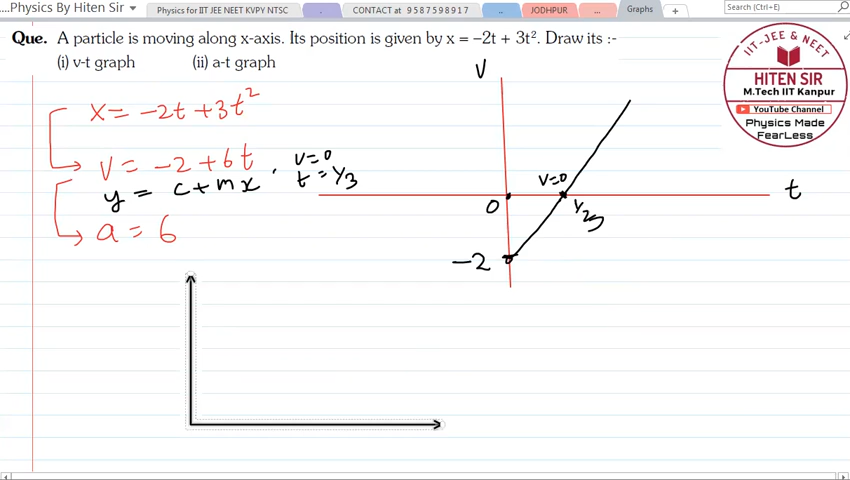 ...Physics By Hiten Sir
Physics for IIT JEE NEET KVPY NTSC
.
CONTACT at 9587598917
..
JODHPUR
...
Graphs
Search (Ctrl+E)
Que. A particle is moving along x-axis. Its position is given by x = −2t + 3t². Draw its :-
(i) v-t graph (ii) a-t graph
x = −2t + 3t²
v = −2 + 6t
y = c + mx
v=0
t = 1/3
a = 6
V
v=0
0
1/3
t
−2
IIT-JEE & NEET
HITEN SIR
M.Tech IIT Kanpur
YouTube Channel
Physics Made
FearLess